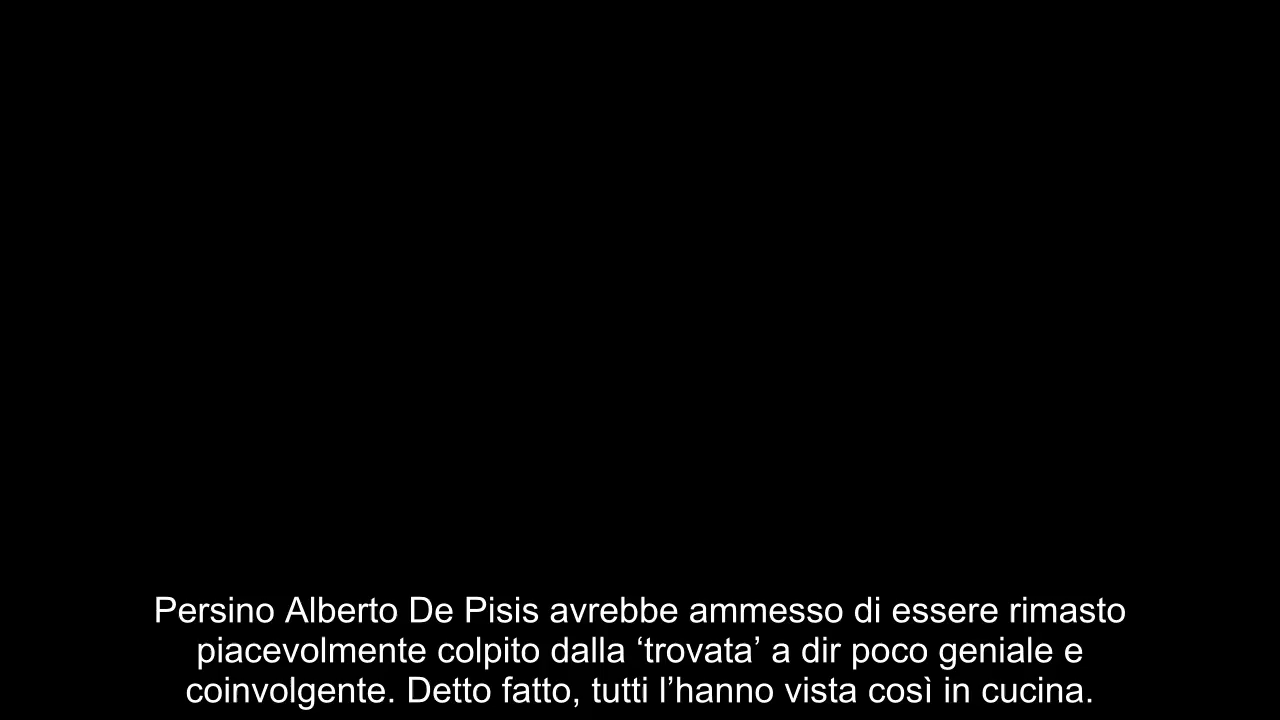 Persino Alberto De Pisis avrebbe ammesso di essere rimasto
piacevolmente colpito dalla ‘trovata’ a dir poco geniale e
coinvolgente. Detto fatto, tutti l’hanno vista così in cucina.